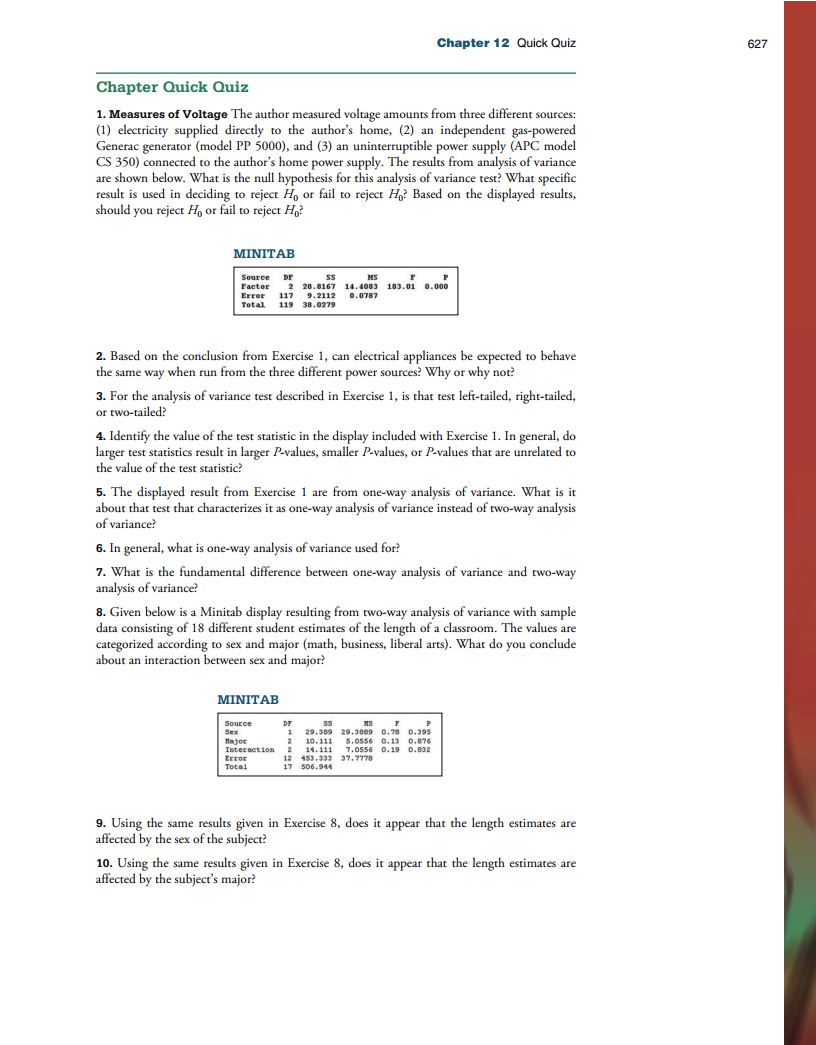 Chapter 12 Quick Quiz
627
Chapter Quick Quiz
1. Measures of Voltage The author measured voltage amounts from three different sources:
(1) electricity supplied directly to the author's home, (2) an independent gas-powered
Generac generator (model PP 5000), and (3) an uninterruptible power supply (APC model
CS 350) connected to the author's home power supply. The results from analysis of variance
are shown below. What is the null hypothesis for this analysis of variance test? What specific
result is used in deciding to reject H0 or fail to reject H0? Based on the displayed results,
should you reject H0 or fail to reject H0?
MINITAB
Source DF SS MS F P
Factor 2 28.8167 14.4083 183.01 0.000
Error 117 9.2112 0.0787
Total 119 38.0279
2. Based on the conclusion from Exercise 1, can electrical appliances be expected to behave
the same way when run from the three different power sources? Why or why not?
3. For the analysis of variance test described in Exercise 1, is that test left-tailed, right-tailed,
or two-tailed?
4. Identify the value of the test statistic in the display included with Exercise 1. In general, do
larger test statistics result in larger P-values, smaller P-values, or P-values that are unrelated to
the value of the test statistic?
5. The displayed result from Exercise 1 are from one-way analysis of variance. What is it
about that test that characterizes it as one-way analysis of variance instead of two-way analysis
of variance?
6. In general, what is one-way analysis of variance used for?
7. What is the fundamental difference between one-way analysis of variance and two-way
analysis of variance?
8. Given below is a Minitab display resulting from two-way analysis of variance with sample
data consisting of 18 different student estimates of the length of a classroom. The values are
categorized according to sex and major (math, business, liberal arts). What do you conclude
about an interaction between sex and major?
MINITAB
Source DF SS MS F P
Sex 1 29.389 29.3889 0.78 0.395
Major 2 10.111 5.0556 0.13 0.876
Interaction 2 14.111 7.0556 0.19 0.832
Error 12 453.333 37.7778
Total 17 506.944
9. Using the same results given in Exercise 8, does it appear that the length estimates are
affected by the sex of the subject?
10. Using the same results given in Exercise 8, does it appear that the length estimates are
affected by the subject's major?